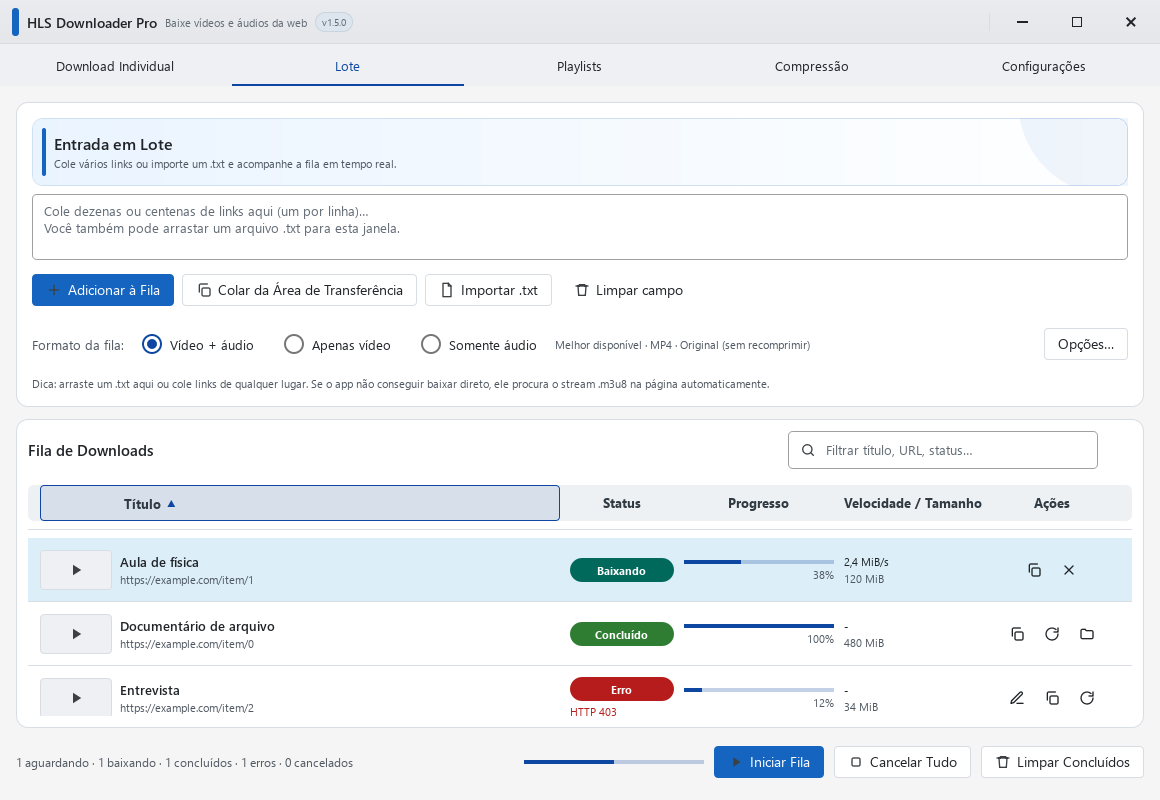 HLS Downloader Pro Baixe vídeos e áudios da web v1.5.0
Download Individual Lote Playlists Compressão Configurações
Entrada em Lote
Cole vários links ou importe um .txt e acompanhe a fila em tempo real.
Cole dezenas ou centenas de links aqui (um por linha)...
Você também pode arrastar um arquivo .txt para esta janela.
Adicionar à Fila Colar da Área de Transferência Importar .txt Limpar campo
Formato da fila: Vídeo + áudio Apenas vídeo Somente áudio Melhor disponível · MP4 · Original (sem recomprimir) Opções...
Dica: arraste um .txt aqui ou cole links de qualquer lugar. Se o app não conseguir baixar direto, ele procura o stream .m3u8 na página automaticamente.
Fila de Downloads Filtrar título, URL, status...
Título Status Progresso Velocidade / Tamanho Ações
Aula de física Baixando 2,4 MiB/s
https://example.com/item/1 38% 120 MiB
Documentário de arquivo Concluído -
https://example.com/item/0 100% 480 MiB
Entrevista Erro -
https://example.com/item/2 HTTP 403 12% 34 MiB
1 aguardando · 1 baixando · 1 concluídos · 1 erros · 0 cancelados Iniciar Fila Cancelar Tudo Limpar Concluídos